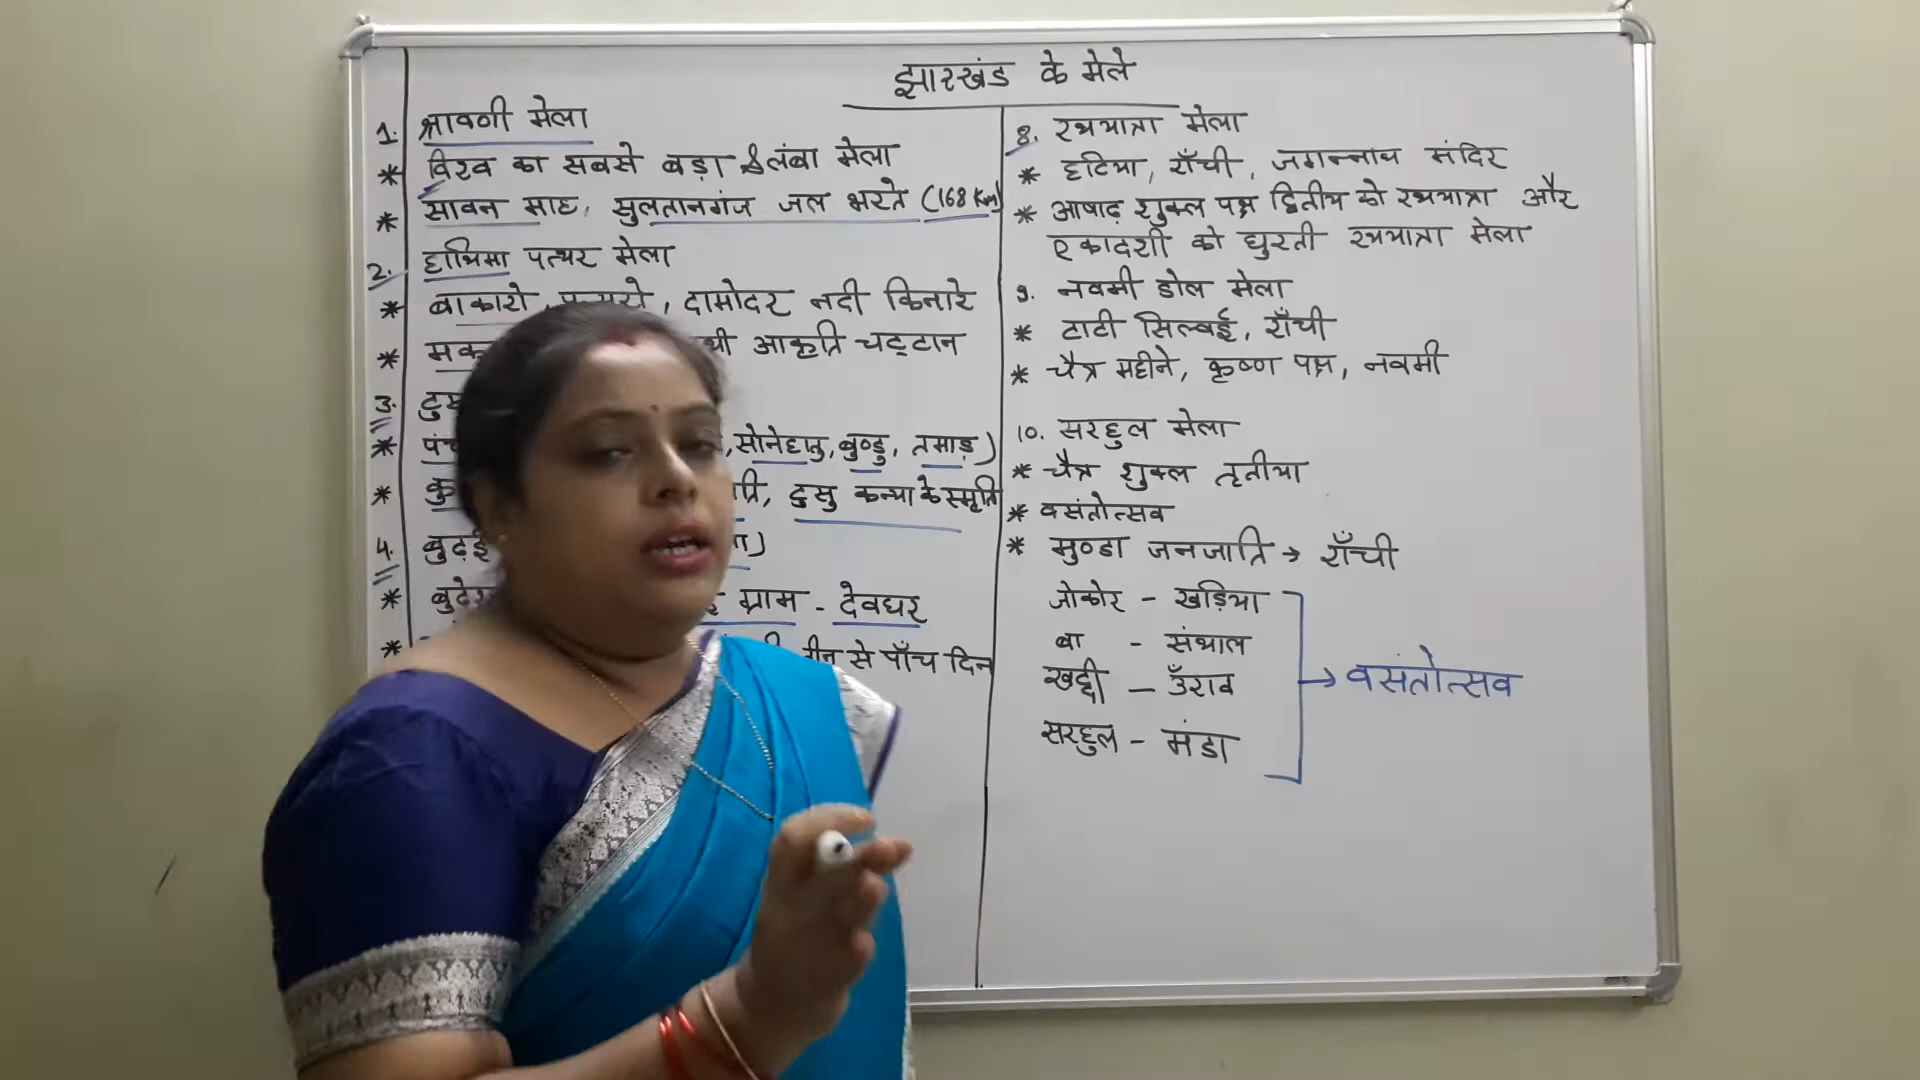 झारखंड के मेले
1. श्रावणी मेला
* विश्व का सबसे बड़ा & लंबा मेला
* सावन माह, सुलतानगंज जल भरते (168 Km)
2. हाथिया पत्थर मेला
* बोकारो, दामोदर नदी किनारे
* आकृति चट्टान
3.
* , सोनेहातु, बुण्डु, तमाड़)
* टुसु कन्या के स्मृति
4.
* ग्राम - देवघर
* से पाँच दिन
8. रथयात्रा मेला
* हटिया, राँची, जगन्नाथ मंदिर
* आषाढ़ शुक्ल पक्ष द्वितीय को रथयात्रा और
एकादशी को घुरती रथयात्रा मेला
9. नवमी डोल मेला
* टाटी सिल्वई, राँची
* चैत्र महीने, कृष्ण पक्ष, नवमी
10. सरहुल मेला
* चैत्र शुक्ल तृतीया
* वसंतोत्सव
* मुण्डा जनजाति → राँची
जोकोर - खड़िया
बा - संथाल
खद्दी - उँराव → वसंतोत्सव
सरहुल - मंडा